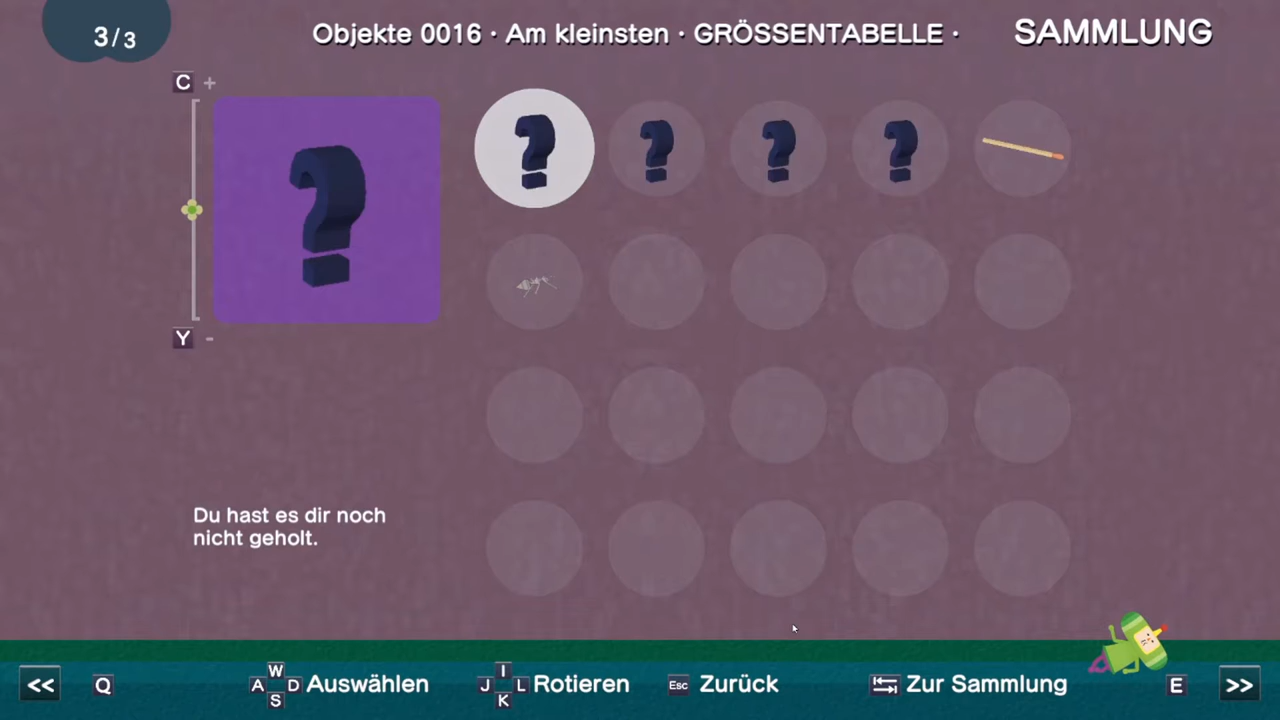 3/3
Objekte 0016 · Am kleinsten · GRÖSSENTABELLE ·
SAMMLUNG
C +
Y -
Du hast es dir noch
nicht geholt.
<< Q
W A S D Auswählen
I J K L Rotieren
Esc Zurück
Zur Sammlung
E >>